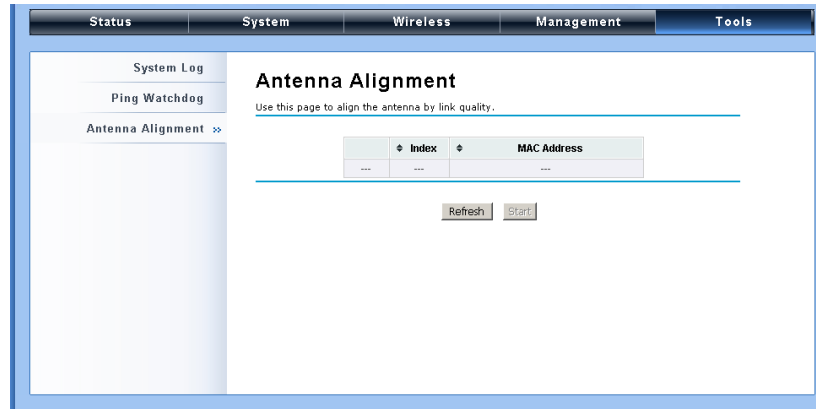 Status System Wireless Management Tools
System Log
Ping Watchdog
Antenna Alignment »
Antenna Alignment
Use this page to align the antenna by link quality.
Index MAC Address
--- --- ---
Refresh Start